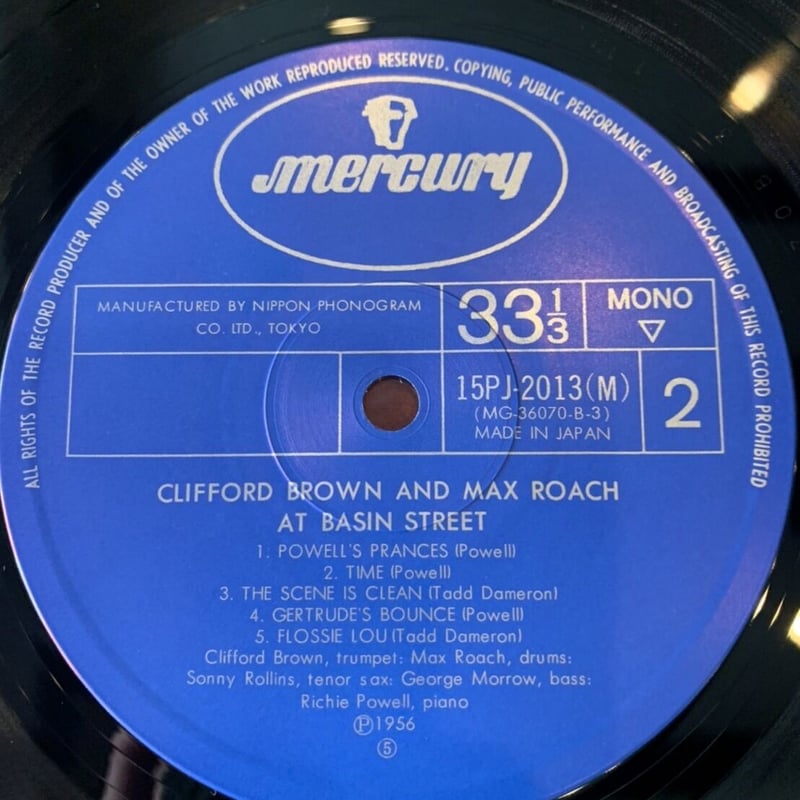 ALL RIGHTS OF THE RECORD PRODUCER AND OF THE OWNER OF THE WORK REPRODUCED RESERVED. COPYING, PUBLIC PERFORMANCE AND BROADCASTING OF THIS RECORD PROHIBITED
mercury
MANUFACTURED BY NIPPON PHONOGRAM
CO. LTD., TOKYO
33 1/3
MONO
15PJ-2013(M)
(MG-36070-B-3)
MADE IN JAPAN
2
CLIFFORD BROWN AND MAX ROACH
AT BASIN STREET
1. POWELL'S PRANCES (Powell)
2. TIME (Powell)
3. THE SCENE IS CLEAN (Tadd Dameron)
4. GERTRUDE'S BOUNCE (Powell)
5. FLOSSIE LOU (Tadd Dameron)
Clifford Brown, trumpet: Max Roach, drums:
Sonny Rollins, tenor sax: George Morrow, bass:
Richie Powell, piano
Ⓟ1956
⑤